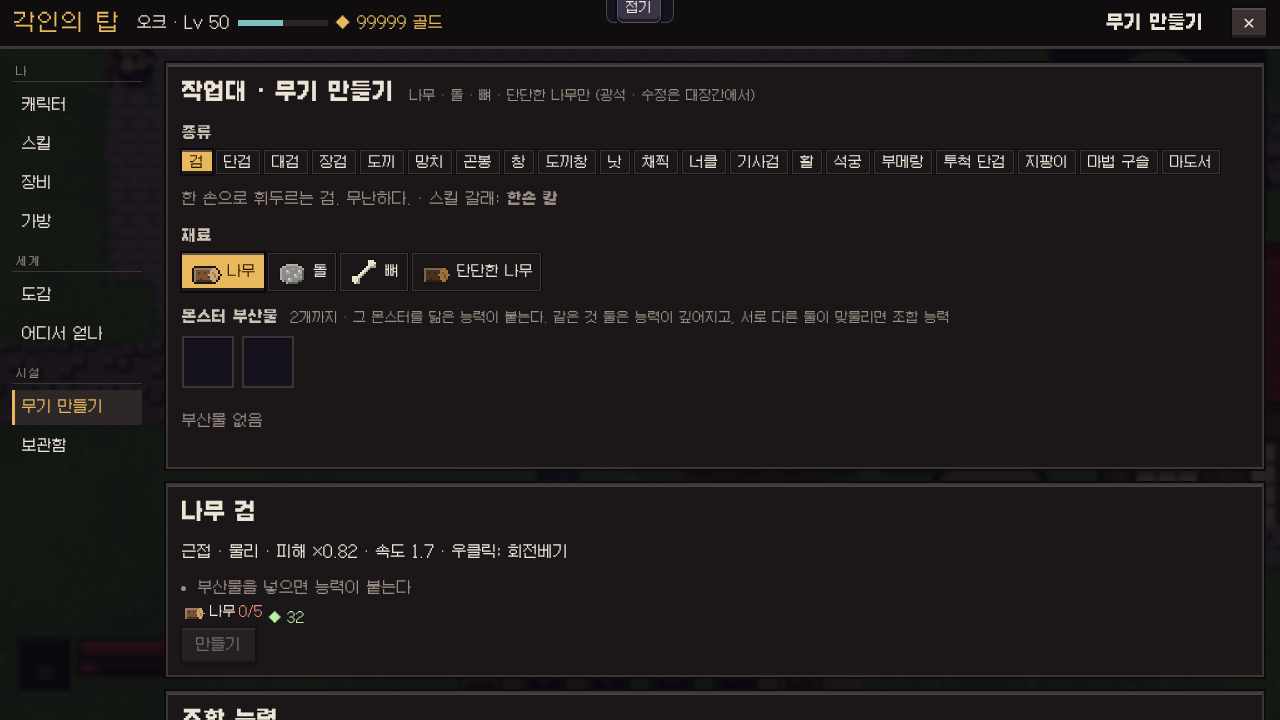 각인의 탑 오크 · Lv 50 ◆ 99999 골드 접기 무기 만들기 ×
나
캐릭터
스킬
장비
가방
세계
도감
어디서 얻나
시설
무기 만들기
보관함
작업대 · 무기 만들기 나무 · 돌 · 뼈 · 단단한 나무만 (광석 · 수정은 대장간에서)
종류
검 단검 대검 장검 도끼 망치 곤봉 창 도끼창 낫 채찍 너클 기사검 활 석궁 부메랑 투척 단검 지팡이 마법 구슬 마도서
한 손으로 휘두르는 검. 무난하다. · 스킬 갈래: 한손 칼
재료
나무 돌 뼈 단단한 나무
몬스터 부산물 2개까지 · 그 몬스터를 닮은 능력이 붙는다. 같은 것 둘은 능력이 깊어지고, 서로 다른 둘이 맞물리면 조합 능력
부산물 없음
나무 검
근접 · 물리 · 피해 ×0.82 · 속도 1.7 · 우클릭: 회전베기
• 부산물을 넣으면 능력이 붙는다
나무 0/5 ◆ 32
만들기
조합 능력